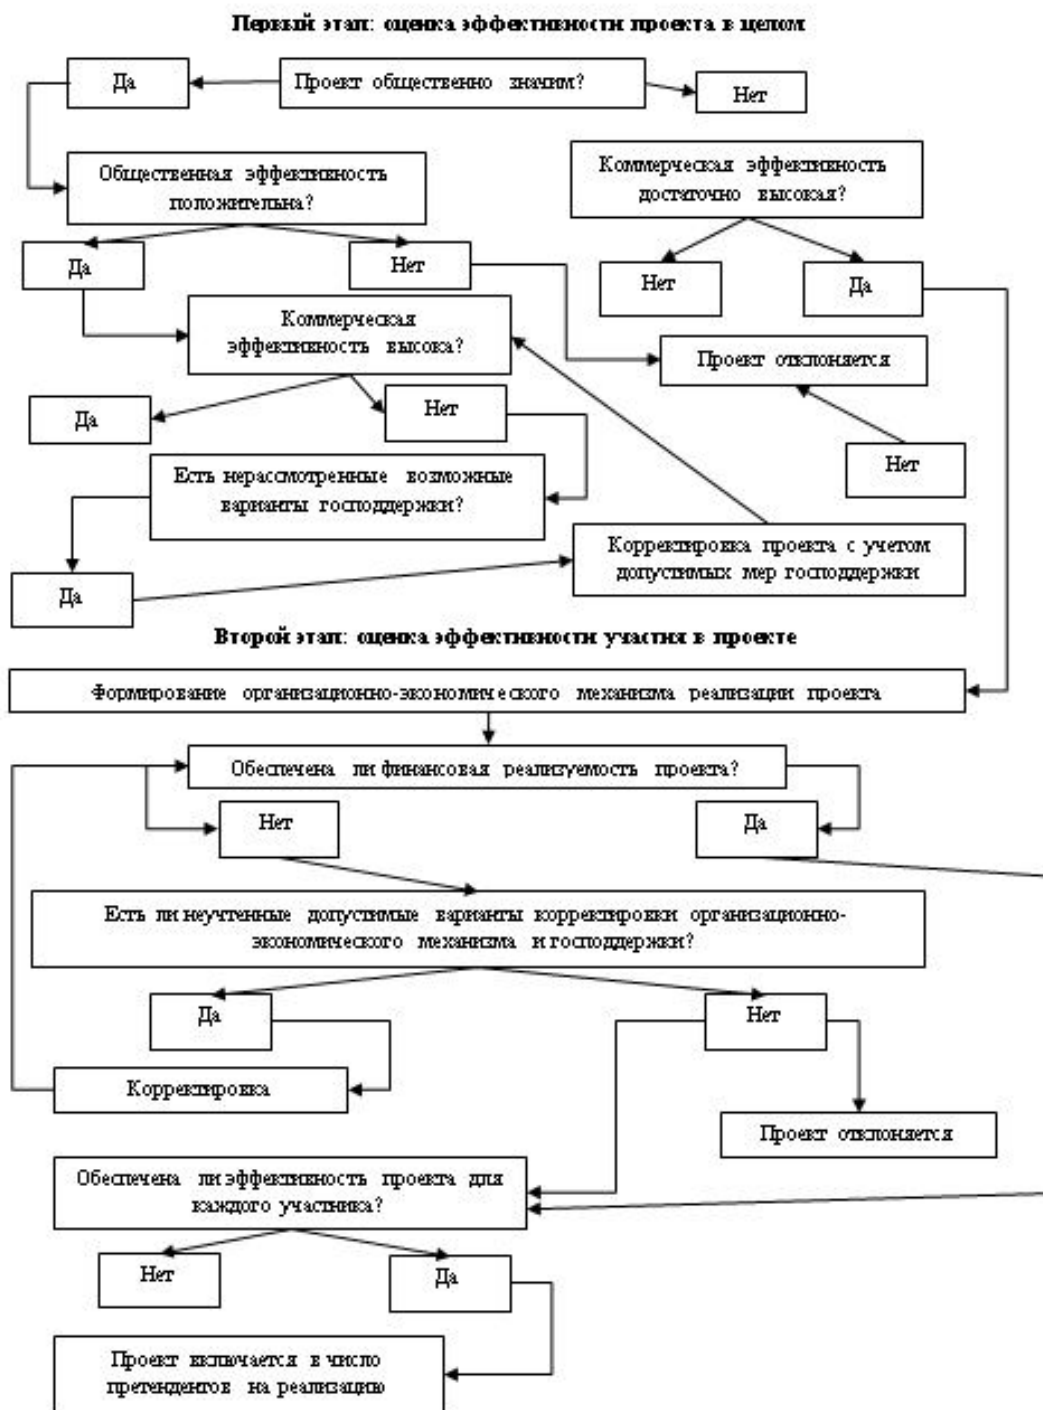 Первый этап: оценка эффективности проекта в целом
Да
Проект общественно значим?
Нет
Общественная эффективность
положительна?
Коммерческая эффективность
достаточно высокая?
Да
Нет
Нет
Да
Коммерческая
эффективность высока?
Проект отклоняется
Да
Нет
Нет
Есть нерассмотренные возможные
варианты господдержки?
Корректировка проекта с учетом
допустимых мер господдержки
Да
Второй этап: оценка эффективности участия в проекте
Формирование организационно-экономического механизма реализации проекта
Обеспечена ли финансовая реализуемость проекта?
Нет
Да
Есть ли неучтенные допустимые варианты корректировки организационно-
экономического механизма и господдержки?
Да
Нет
Корректировка
Проект отклоняется
Обеспечена ли эффективность проекта для
каждого участника?
Нет
Да
Проект включается в число
претендентов на реализацию